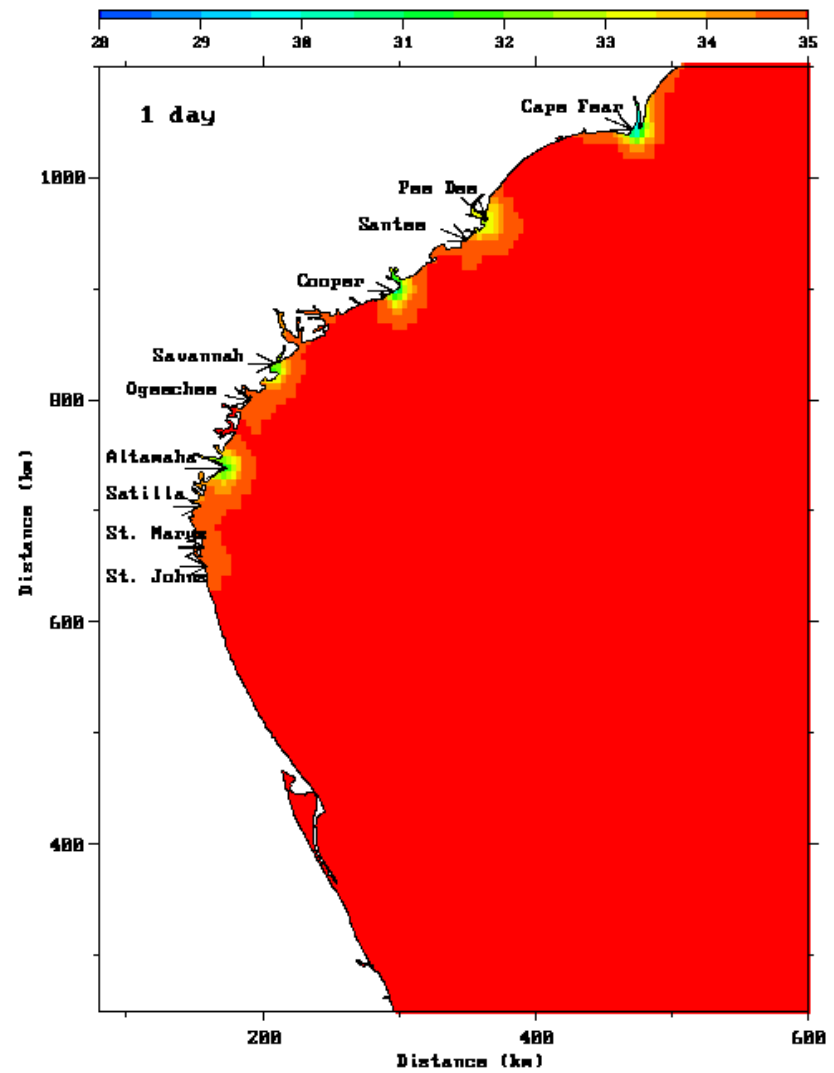 28 29 30 31 32 33 34 35
1 day
Cape Fear
1000
Pee Dee
Santee
Cooper
Savannah
Ogeechee
800
Altamaha
Satilla
St. Marys
St. Johns
600
400
Distance (km)
200 400 600
Distance (km)